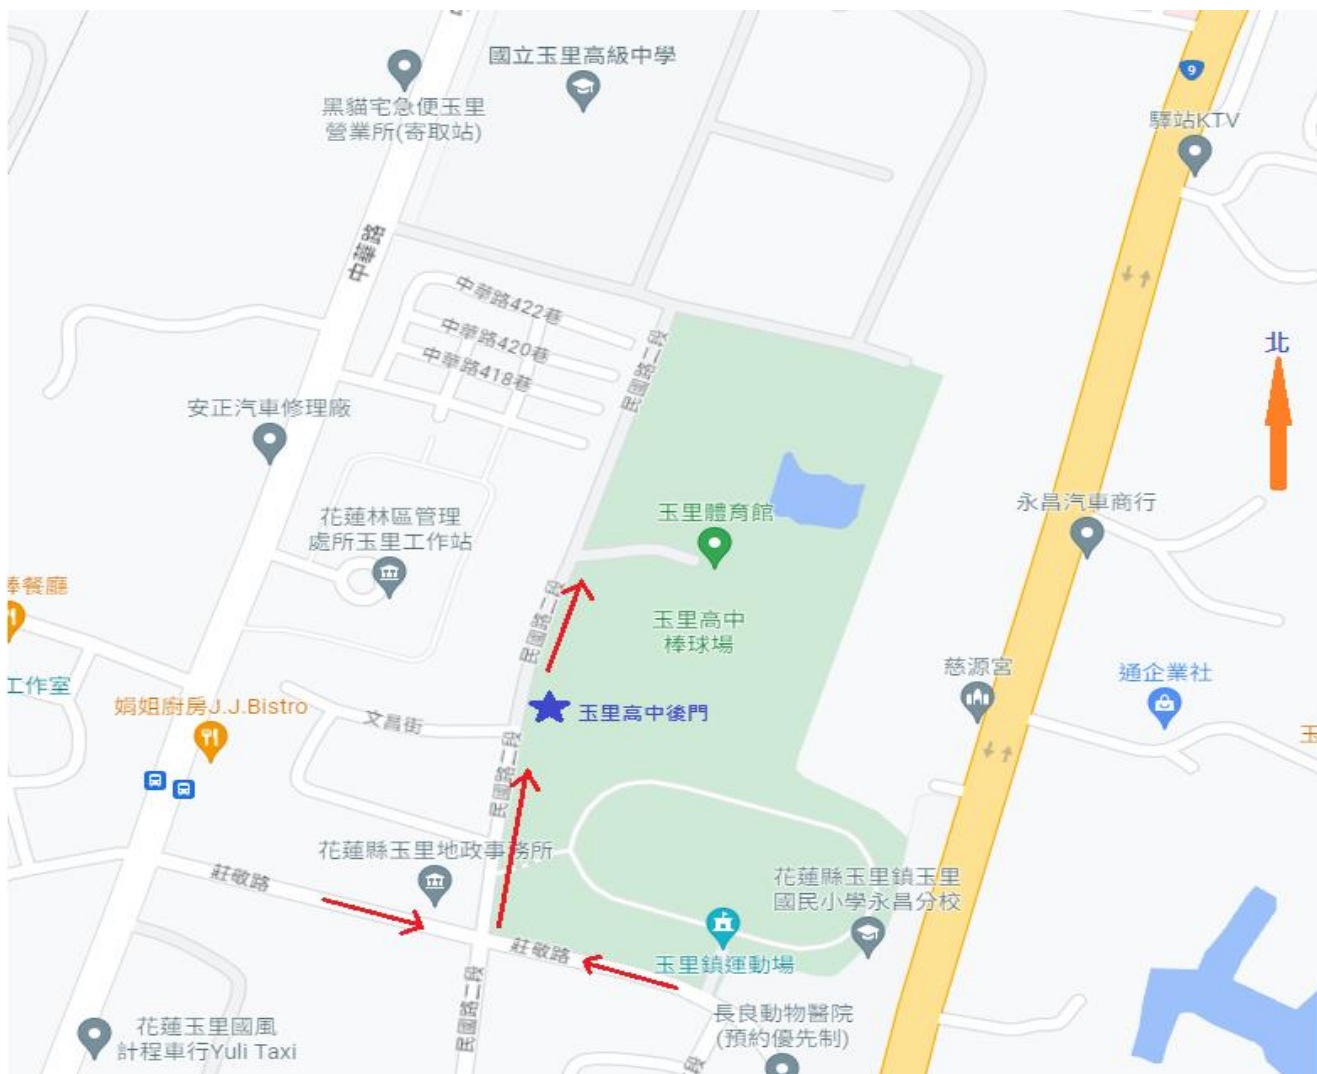 國立玉里高級中學
9
黑貓宅急便玉里
營業所(寄取站)
驛站KTV
中華路
中華路422巷
中華路420巷
中華路418巷
民國路二段
北
安正汽車修理廠
永昌汽車商行
玉里體育館
花蓮林區管理
處所玉里工作站
棒餐廳
民國路二段
玉里高中
棒球場
慈源宮
通企業社
工作室
娟姐廚房J.J.Bistro
文昌街
玉里高中後門
玉
民國路二段
花蓮縣玉里地政事務所
莊敬路
花蓮縣玉里鎮玉里
國民小學永昌分校
莊敬路
玉里鎮運動場
民國路二段
長良動物醫院
(預約優先制)
花蓮玉里國風
計程車行Yuli Taxi
段